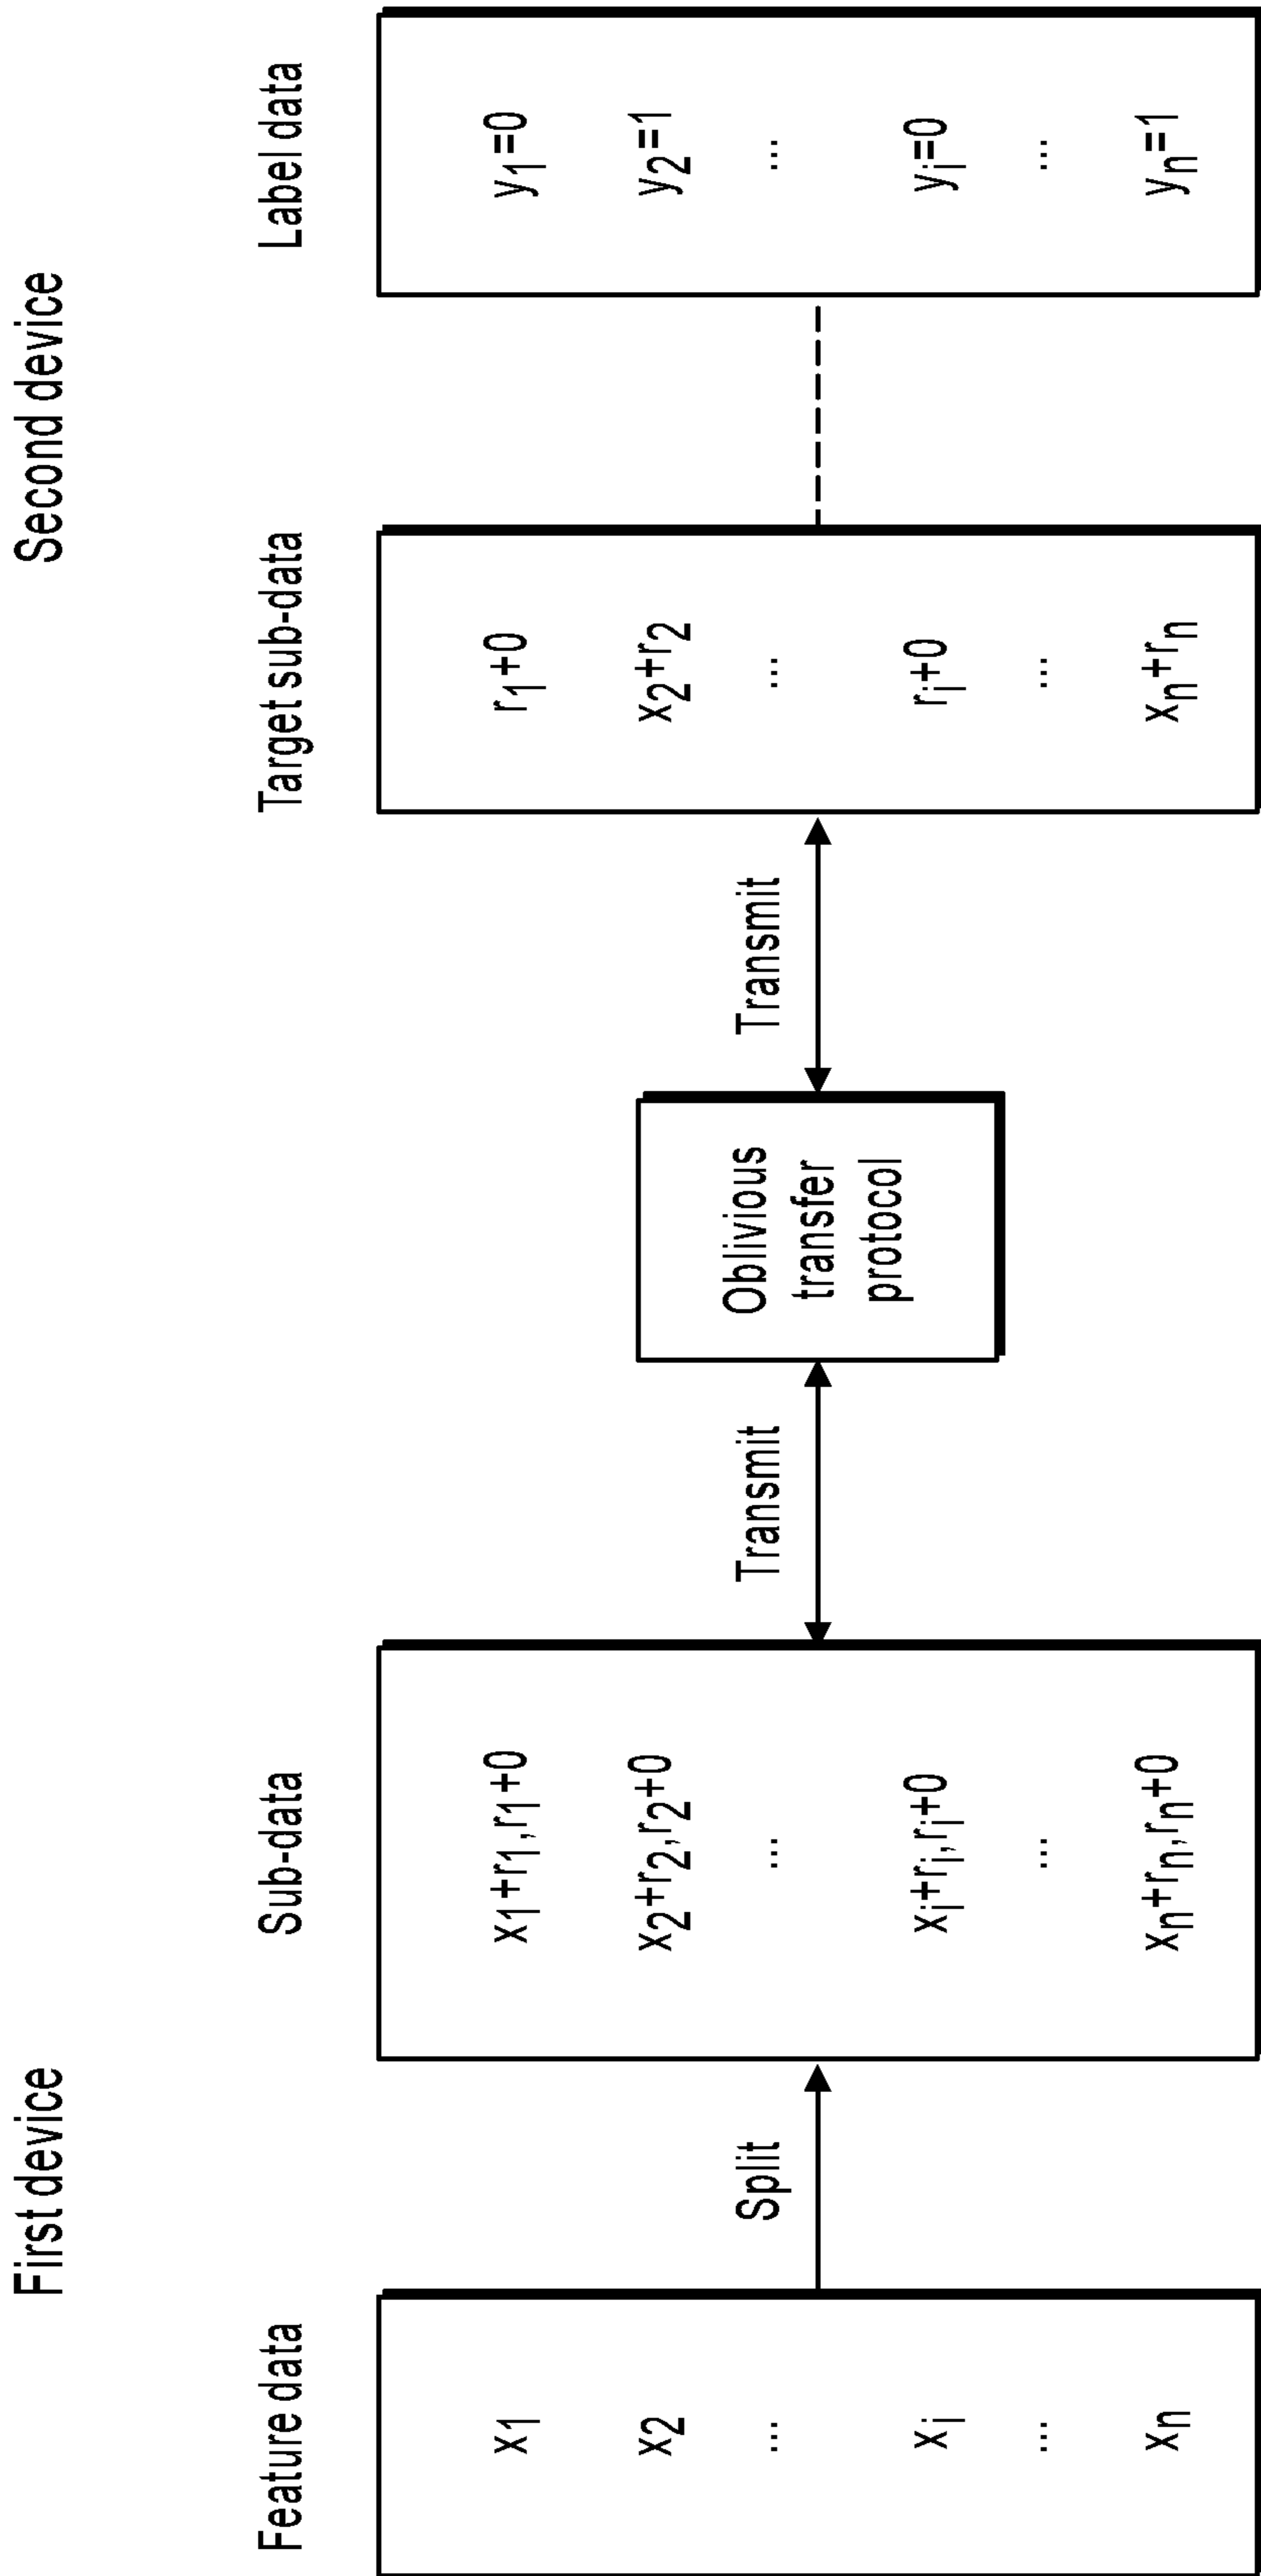 First device
Second device
Feature data
x1
x2
...
xi
...
xn
Split
Sub-data
x1+r1,r1+0
x2+r2,r2+0
...
xi+ri,ri+0
...
xn+rn,rn+0
Transmit
Oblivious
transfer
protocol
Transmit
Target sub-data
r1+0
x2+r2
...
ri+0
...
xn+rn
Label data
y1=0
y2=1
...
yi=0
...
yn=1